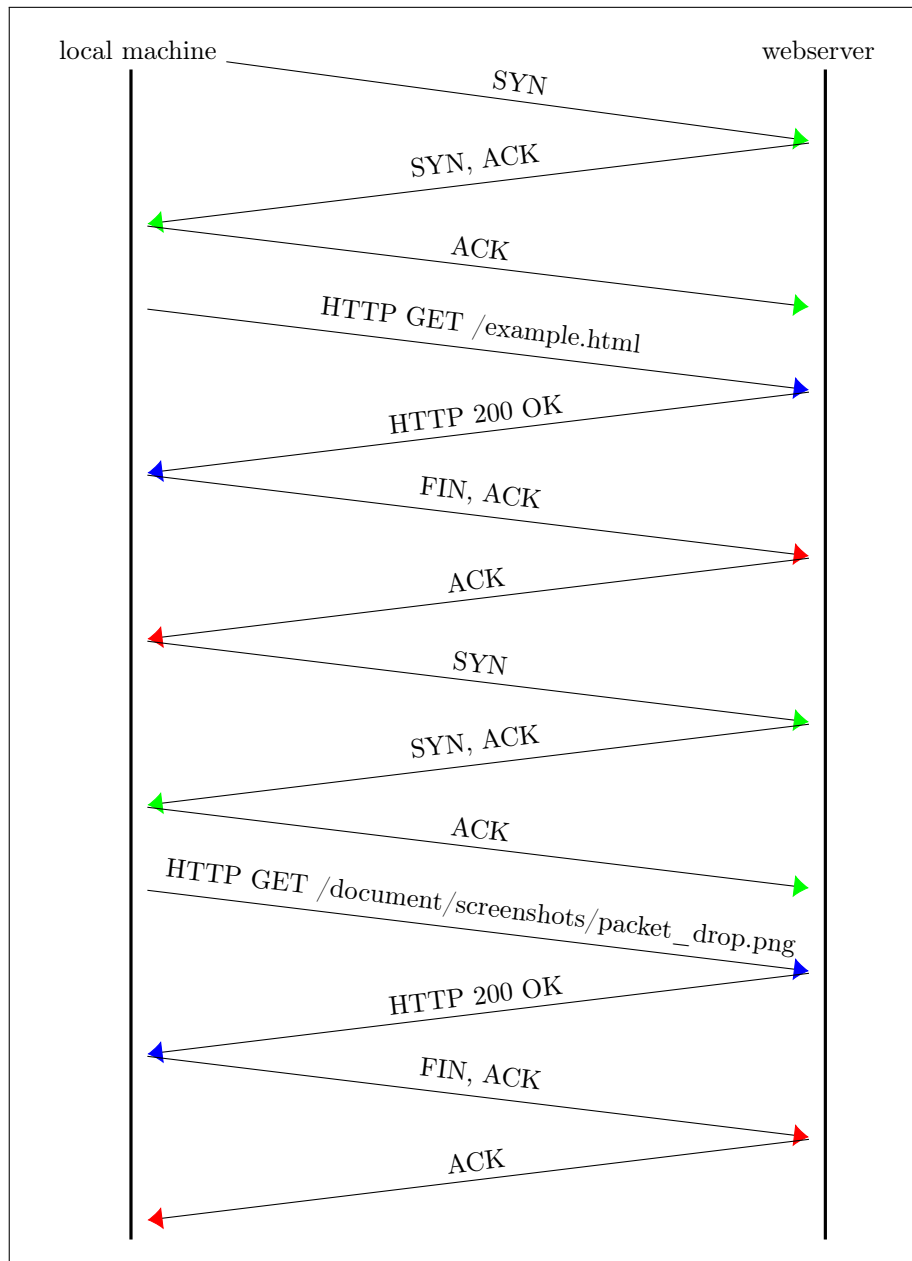 local machine
webserver
SYN
SYN, ACK
ACK
HTTP GET /example.html
HTTP 200 OK
FIN, ACK
ACK
SYN
SYN, ACK
ACK
HTTP GET /document/screenshots/packet_drop.png
HTTP 200 OK
FIN, ACK
ACK